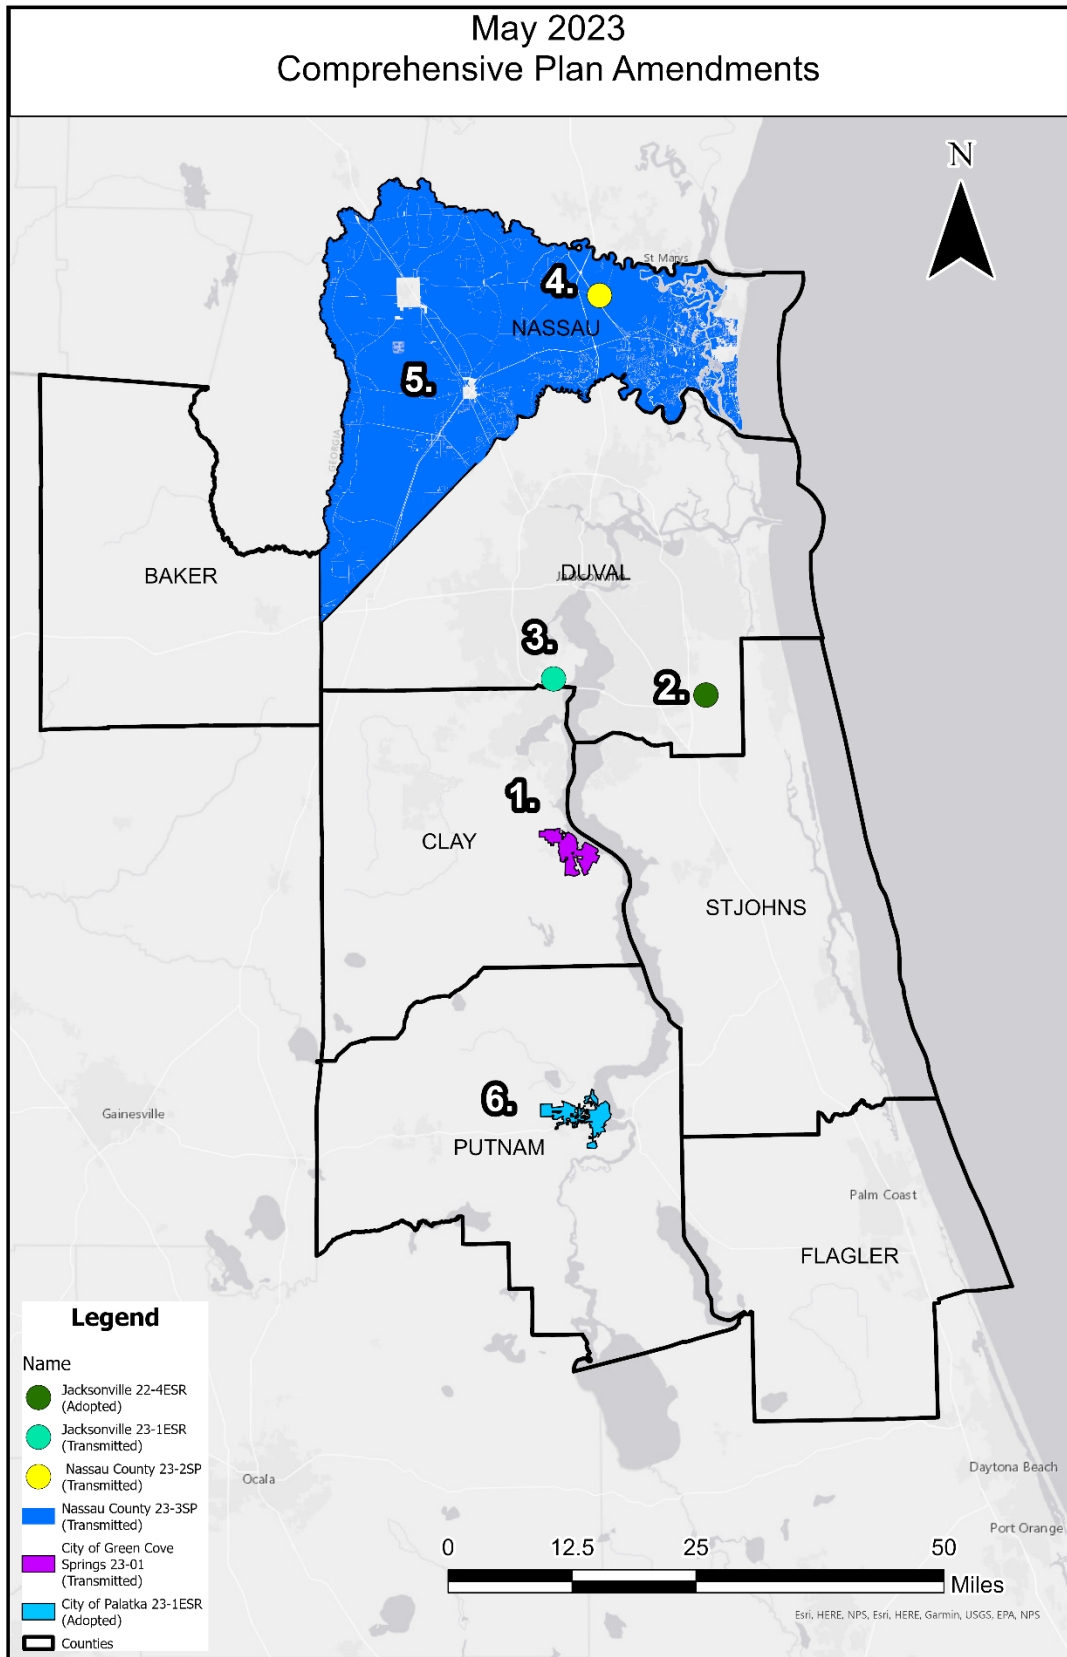 May 2023
Comprehensive Plan Amendments
N
St Marys
4.
NASSAU
5.
GEORGIA
BAKER
DUVAL
Jacksonville
3.
2.
1.
CLAY
STJOHNS
6.
Gainesville
PUTNAM
Palm Coast
FLAGLER
Legend
Name
Jacksonville 22-4ESR
(Adopted)
Jacksonville 23-1ESR
(Transmitted)
Nassau County 23-2SP
(Transmitted)
Nassau County 23-3SP
(Transmitted)
City of Green Cove
Springs 23-01
(Transmitted)
City of Palatka 23-1ESR
(Adopted)
Counties
Ocala
Daytona Beach
Port Orange
0 12.5 25 50
Miles
Esri, HERE, NPS, Esri, HERE, Garmin, USGS, EPA, NPS